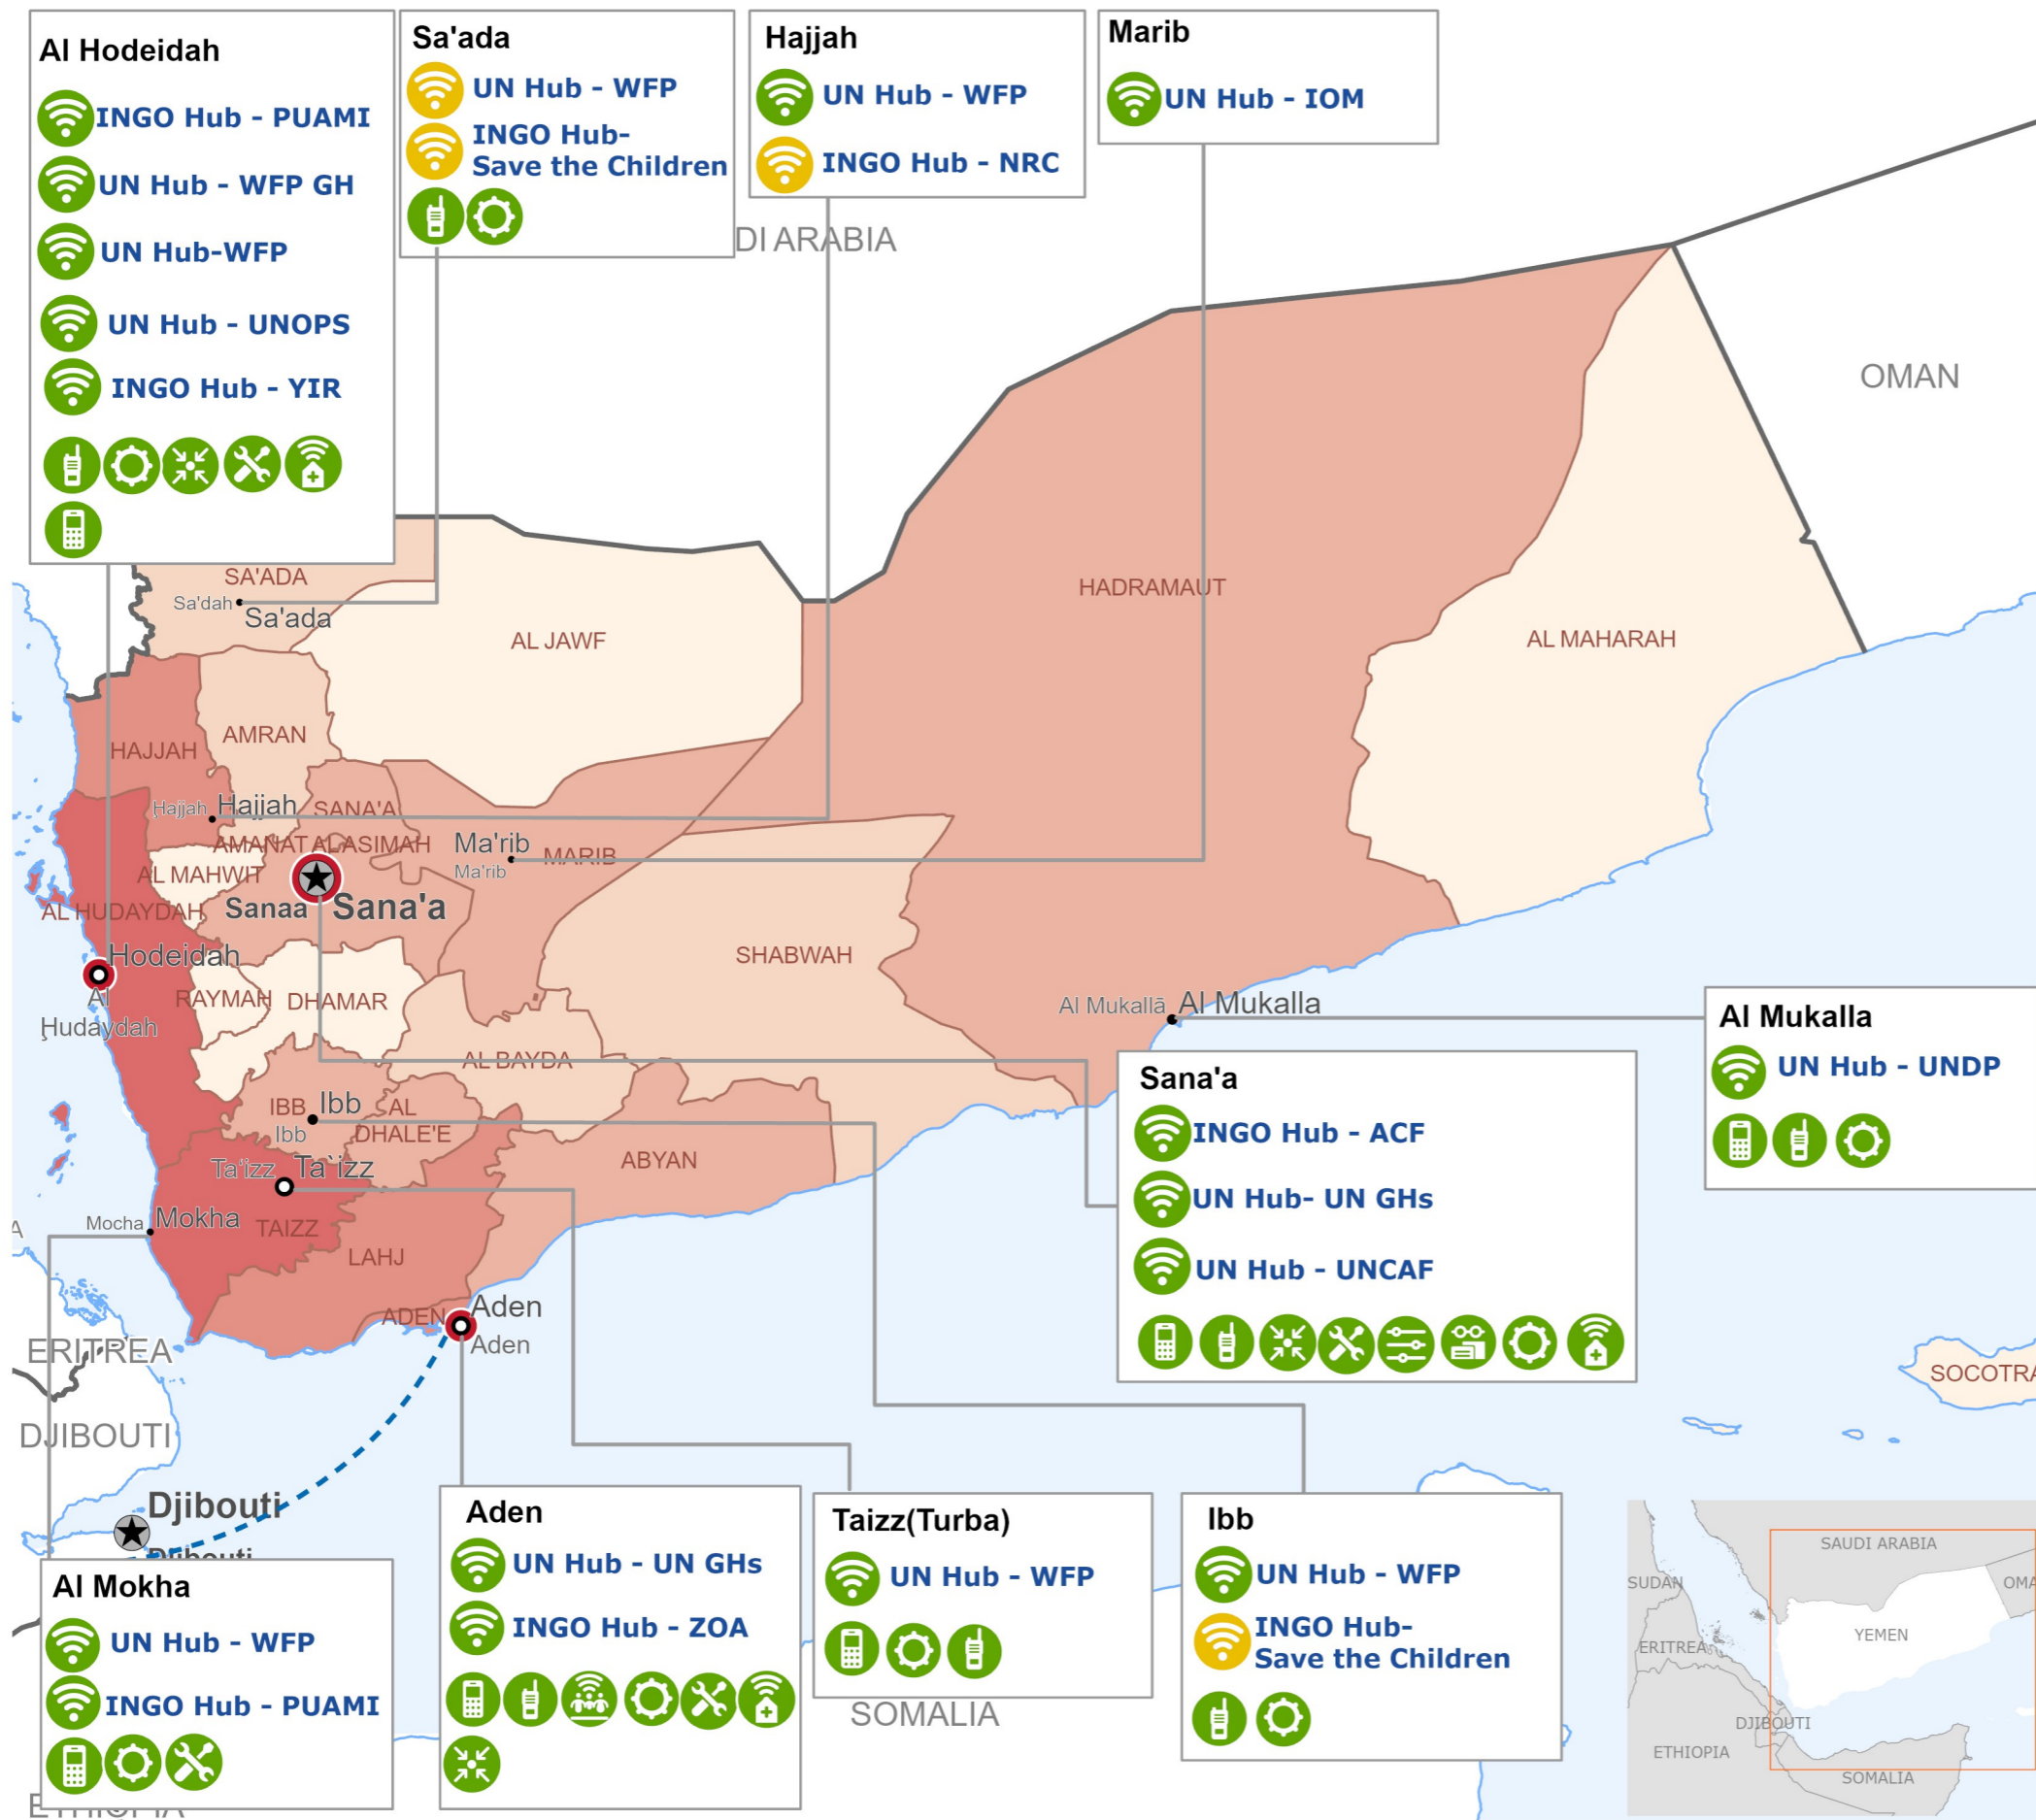 Al Hodeidah
INGO Hub - PUAMI
UN Hub - WFP GH
UN Hub-WFP
UN Hub - UNOPS
INGO Hub - YIR
Sa'ada
UN Hub - WFP
INGO Hub-
Save the Children
Hajjah
UN Hub - WFP
INGO Hub - NRC
Marib
UN Hub - IOM
DI ARABIA
OMAN
SA'ADA
Sa'dah
Sa'ada
AL JAWF
HADRAMAUT
AL MAHARAH
AMRAN
HAJJAH
Ḩajjah
Hajjah
SANA'A
AMANAT ALASIMAH
Ma'rib
Ma'rib
MARIB
AL MAHWIT
AL HUDAYDAH
Sanaa
Sana'a
Hodeidah
Al
Ḩudaydah
RAYMAH
DHAMAR
SHABWAH
Al Mukallā
Al Mukalla
AL BAYDA
IBB
Ibb
Ibb
AL
DHALE'E
ABYAN
Ta'izz
Ta`izz
Mocha
Mokha
TAIZZ
LAHJ
ADEN
Aden
Aden
A
ERITREA
DJIBOUTI
Djibouti
Djibouti
SOMALIA
ETHIOPIA
SOCOTRA
Al Mukalla
UN Hub - UNDP
Sana'a
INGO Hub - ACF
UN Hub- UN GHs
UN Hub - UNCAF
Al Mokha
UN Hub - WFP
INGO Hub - PUAMI
Aden
UN Hub - UN GHs
INGO Hub - ZOA
Taizz(Turba)
UN Hub - WFP
Ibb
UN Hub - WFP
INGO Hub-
Save the Children
SAUDI ARABIA
SUDAN
OMA
ERITREA
YEMEN
DJIBOUTI
ETHIOPIA
SOMALIA